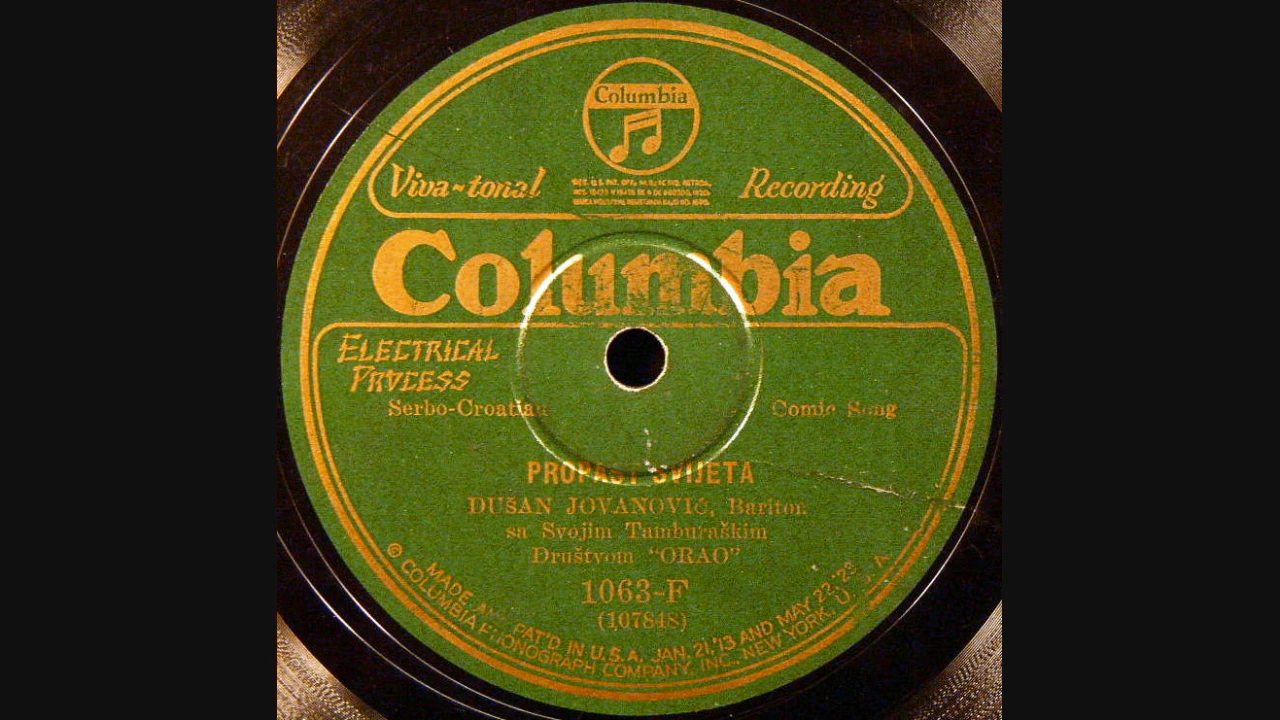 Columbia
Viva-tonal Recording
Columbia
ELECTRICAL
PROCESS
Serbo-Croatian Comic Song
PROPAST SVIJETA
DUŠAN JOVANOVIĆ, Bariton
sa Svojim Tamburaškim
Društvom “ORAO”
1063-F
(107848)
MADE AND PAT'D IN U.S.A. JAN. 21, '13 AND MAY 22, '23
© COLUMBIA PHONOGRAPH COMPANY, INC., NEW YORK, U.S.A.